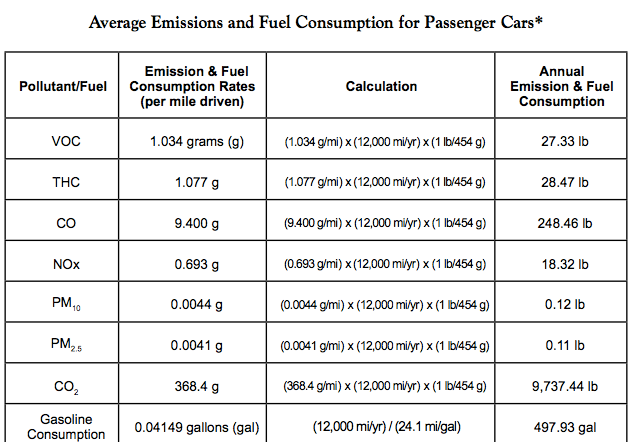 Average Emissions and Fuel Consumption for Passenger Cars*
Pollutant/Fuel
Emission & Fuel
Consumption Rates
(per mile driven)
Calculation
Annual
Emission & Fuel
Consumption
VOC
1.034 grams (g)
(1.034 g/mi) x (12,000 mi/yr) x (1 lb/454 g)
27.33 lb
THC
1.077 g
(1.077 g/mi) x (12,000 mi/yr) x (1 lb/454 g)
28.47 lb
CO
9.400 g
(9.400 g/mi) x (12,000 mi/yr) x (1 lb/454 g)
248.46 lb
NOx
0.693 g
(0.693 g/mi) x (12,000 mi/yr) x (1 lb/454 g)
18.32 lb
PM10
0.0044 g
(0.0044 g/mi) x (12,000 mi/yr) x (1 lb/454 g)
0.12 lb
PM2.5
0.0041 g
(0.0041 g/mi) x (12,000 mi/yr) x (1 lb/454 g)
0.11 lb
CO2
368.4 g
(368.4 g/mi) x (12,000 mi/yr) x (1 lb/454 g)
9,737.44 lb
Gasoline
Consumption
0.04149 gallons (gal)
(12,000 mi/yr) / (24.1 mi/gal)
497.93 gal